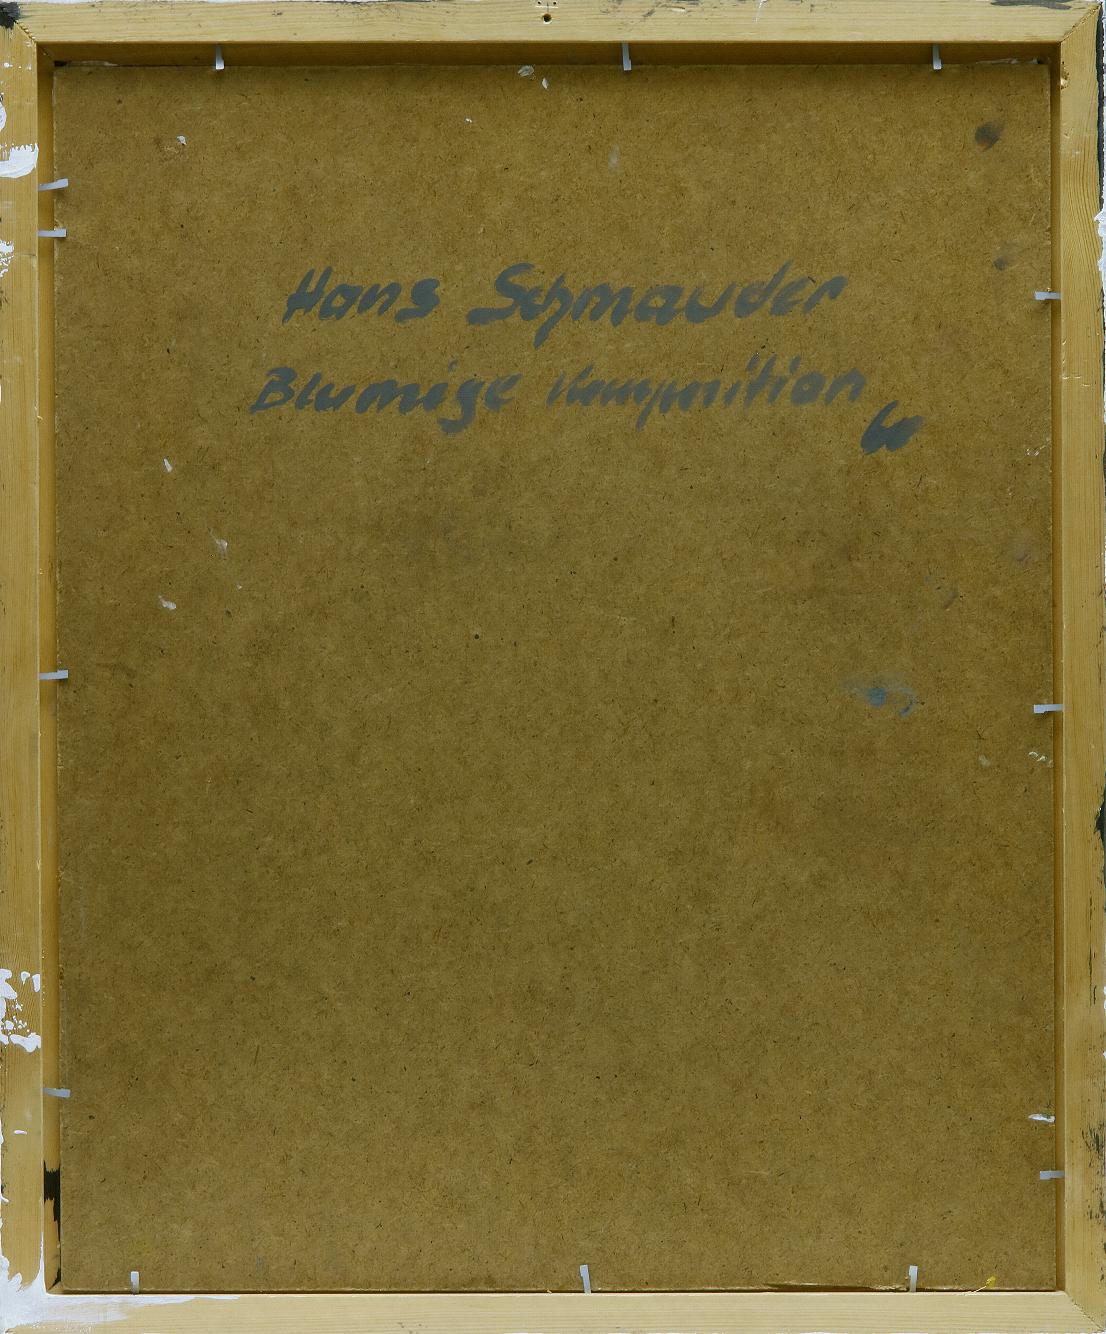 Hans Schmauder
Blumige Komposition